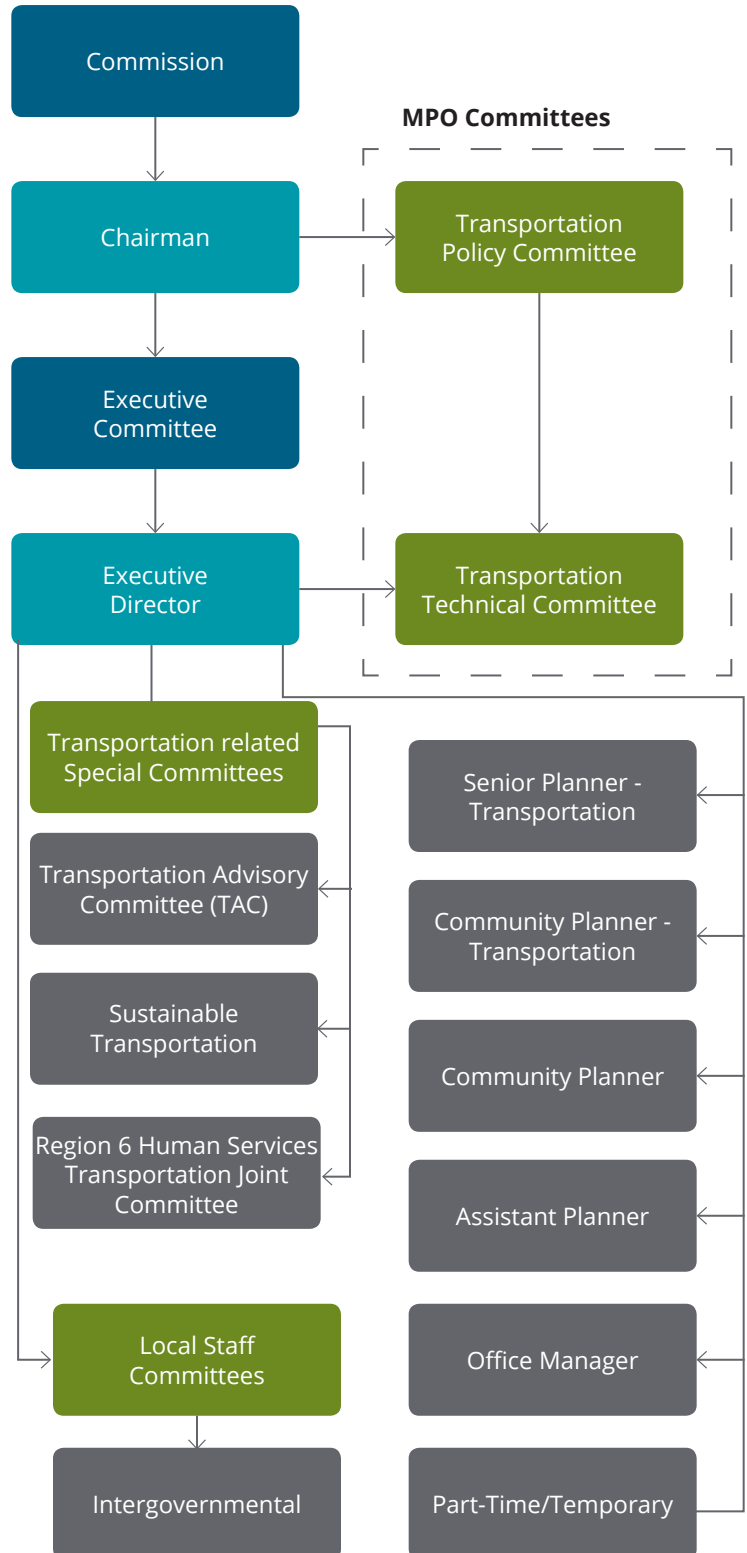 Commission
MPO Committees
Chairman
Transportation
Policy Committee
Executive
Committee
Executive
Director
Transportation
Technical Committee
Transportation related
Special Committees
Transportation Advisory
Committee (TAC)
Sustainable
Transportation
Region 6 Human Services
Transportation Joint
Committee
Local Staff
Committees
Intergovernmental
Senior Planner -
Transportation
Community Planner -
Transportation
Community Planner
Assistant Planner
Office Manager
Part-Time/Temporary